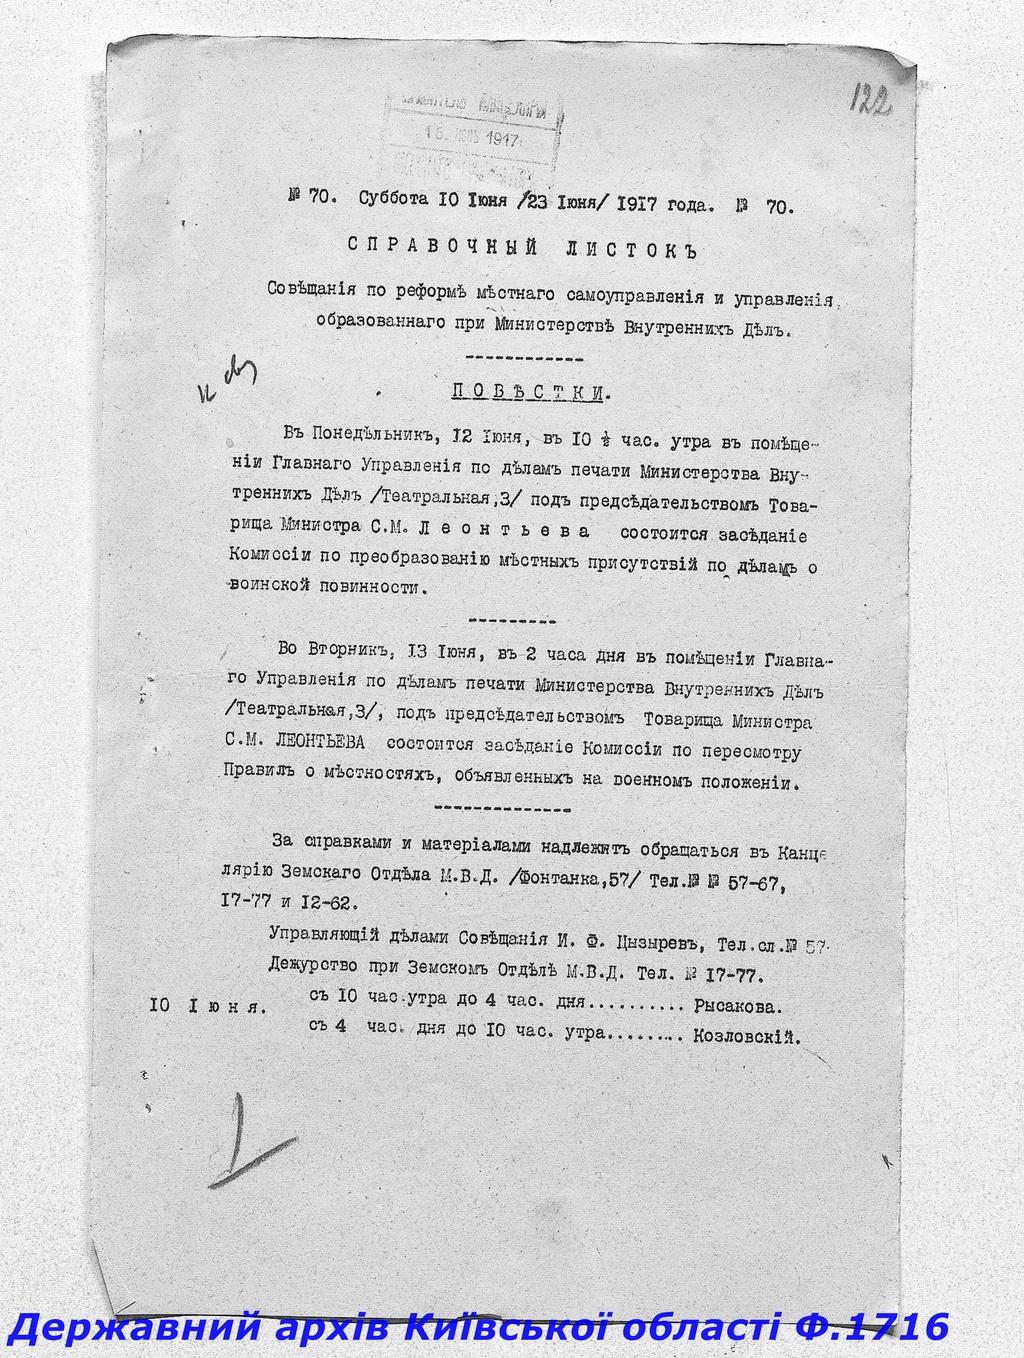 122
1917
№ 70. Суббота 10 Іюня /23 Іюня/ 1917 года. № 70.
СПРАВОЧНЫЙ ЛИСТОКЪ
Совѣщанія по реформѣ мѣстнаго самоуправленія и управленія,
образованнаго при Министерствѣ Внутреннихъ Дѣлъ.
ПОВѢСТКИ.
Въ Понедѣльникъ, 12 Іюня, въ 10 ½ час. утра въ помѣще-
ніи Главнаго Управленія по дѣламъ печати Министерства Вну-
треннихъ Дѣлъ /Театральная,3/ подъ предсѣдательствомъ Това-
рища Министра С.М. Леонтьева состоится засѣданіе
Комиссіи по преобразованію мѣстныхъ присутствій по дѣламъ о
воинской повинности.
Во Вторникъ, 13 Іюня, въ 2 часа дня въ помѣщеніи Главна-
го Управленія по дѣламъ печати Министерства Внутреннихъ Дѣлъ
/Театральная,3/, подъ предсѣдательствомъ Товарища Министра
С.М. ЛЕОНТЬЕВА состоится засѣданіе Комиссіи по пересмотру
Правилъ о мѣстностяхъ, объявленныхъ на военномъ положеніи.
За справками и матеріалами надлежитъ обращаться въ Канце
лярію Земскаго Отдѣла М.В.Д. /Фонтанка,57/ Тел.№ № 57-67,
17-77 и 12-62.
Управляющій дѣлами Совѣщанія И. Ф. Цызыревъ, Тел.сл.№ 57-
Дежурство при Земскомъ Отдѣлѣ М.В.Д. Тел. № 17-77.
10 Іюня. съ 10 час.утра до 4 час. дня.......... Рысакова.
съ 4 час. дня до 10 час. утра......... Козловскій.
Державний архів Київської області Ф.1716